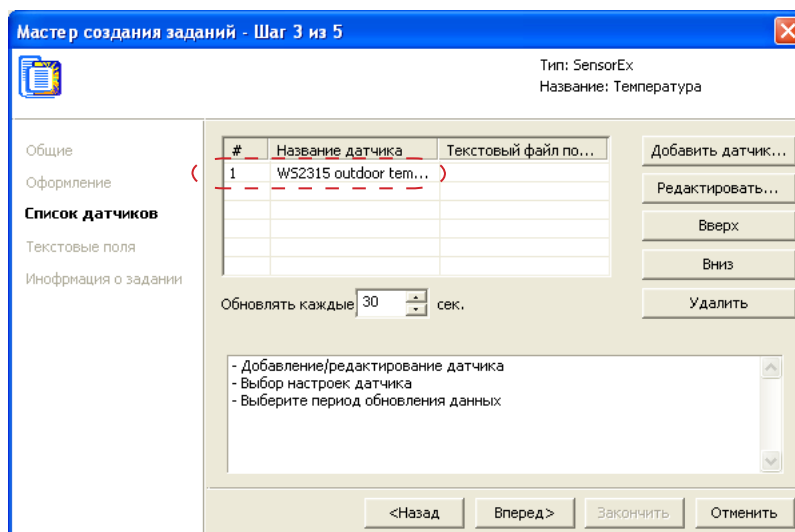 Мастер создания заданий - Шаг 3 из 5
Тип: SensorEx
Название: Температура
Общие
Оформление
Список датчиков
Текстовые поля
Инофрмация о задании
# Название датчика Текстовый файл по...
1 WS2315 outdoor tem...
Добавить датчик...
Редактировать...
Вверх
Вниз
Удалить
Обновлять каждые 30 сек.
- Добавление/редактирование датчика
- Выбор настроек датчика
- Выберите период обновления данных
<Назад Вперед> Закончить Отменить